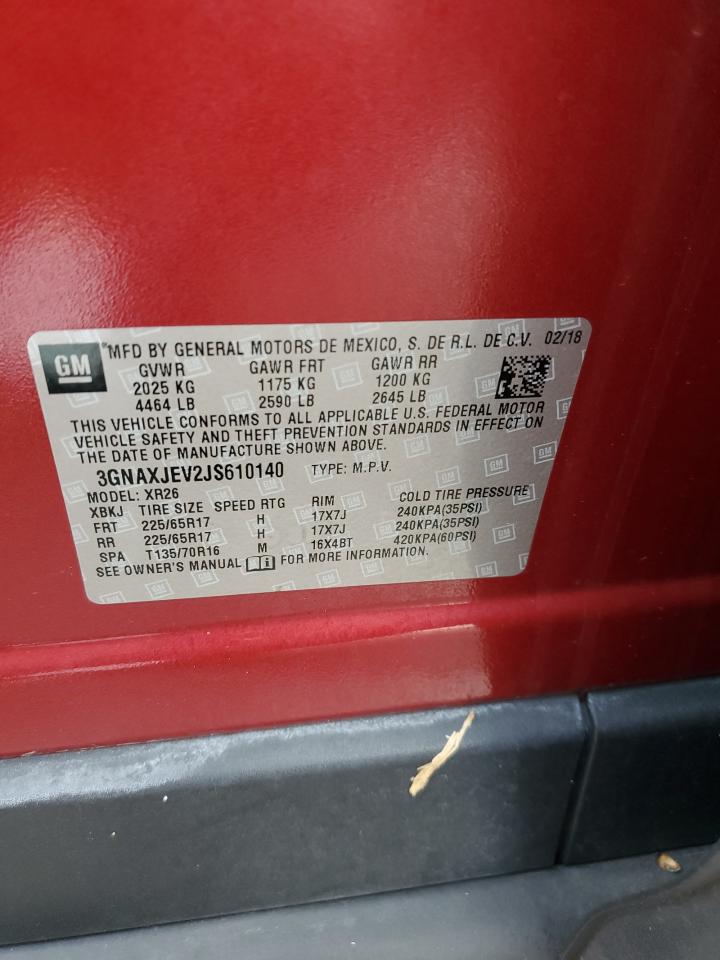 GM
*MFD BY GENERAL MOTORS DE MEXICO, S. DE R.L. DE C.V. 02/18
GVWR GAWR FRT GAWR RR
2025 KG 1175 KG 1200 KG
4464 LB 2590 LB 2645 LB
THIS VEHICLE CONFORMS TO ALL APPLICABLE U.S. FEDERAL MOTOR
VEHICLE SAFETY AND THEFT PREVENTION STANDARDS IN EFFECT ON
THE DATE OF MANUFACTURE SHOWN ABOVE.
3GNAXJEV2JS610140 TYPE: M.P.V.
MODEL: XR26
XBKJ TIRE SIZE SPEED RTG RIM COLD TIRE PRESSURE
FRT 225/65R17 H 17X7J 240KPA(35PSI)
RR 225/65R17 H 17X7J 240KPA(35PSI)
SPA T135/70R16 M 16X4BT 420KPA(60PSI)
SEE OWNER'S MANUAL FOR MORE INFORMATION.